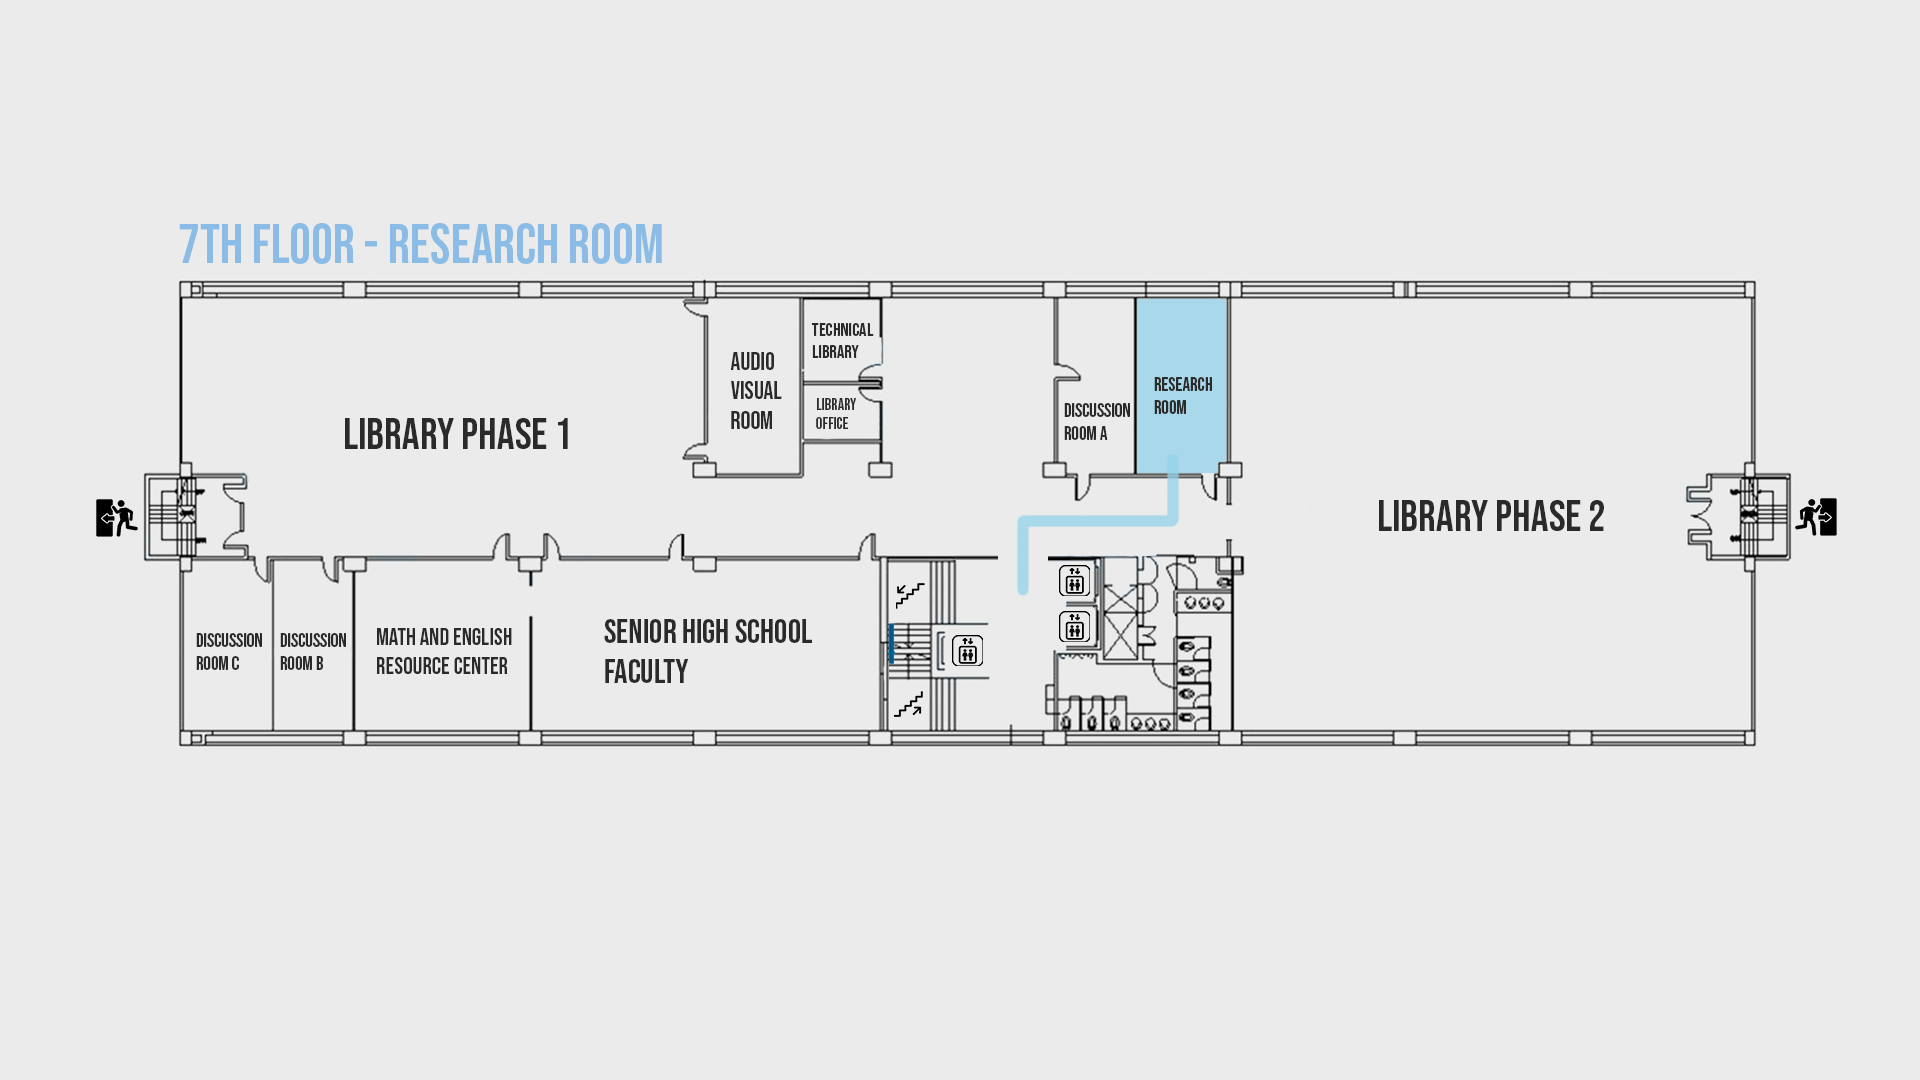 7TH FLOOR - RESEARCH ROOM
LIBRARY PHASE 1
AUDIO
VISUAL
ROOM
TECHNICAL
LIBRARY
LIBRARY
OFFICE
DISCUSSION
ROOM A
RESEARCH
ROOM
LIBRARY PHASE 2
DISCUSSION
ROOM C
DISCUSSION
ROOM B
MATH AND ENGLISH
RESOURCE CENTER
SENIOR HIGH SCHOOL
FACULTY